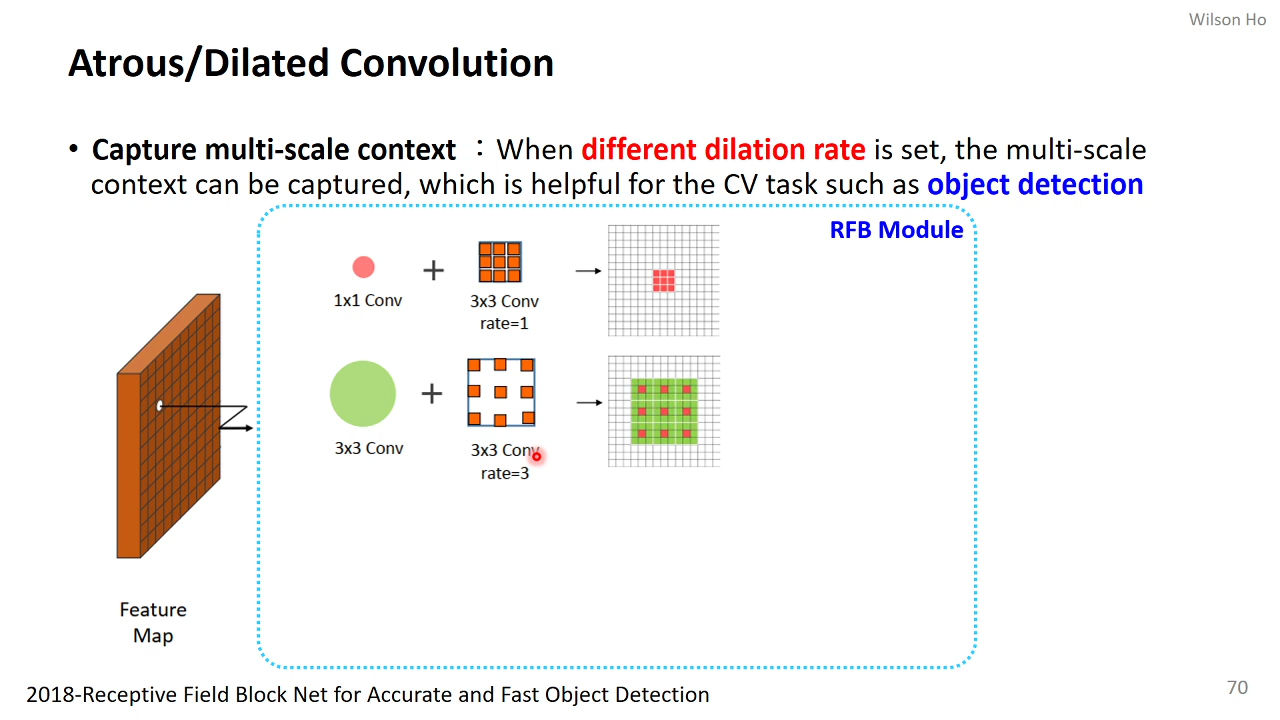 Wilson Ho
Atrous/Dilated Convolution
• Capture multi-scale context ：When different dilation rate is set, the multi-scale
context can be captured, which is helpful for the CV task such as object detection
RFB Module
1x1 Conv
+
3x3 Conv
rate=1
3x3 Conv
+
3x3 Conv
rate=3
Feature
Map
2018-Receptive Field Block Net for Accurate and Fast Object Detection
70